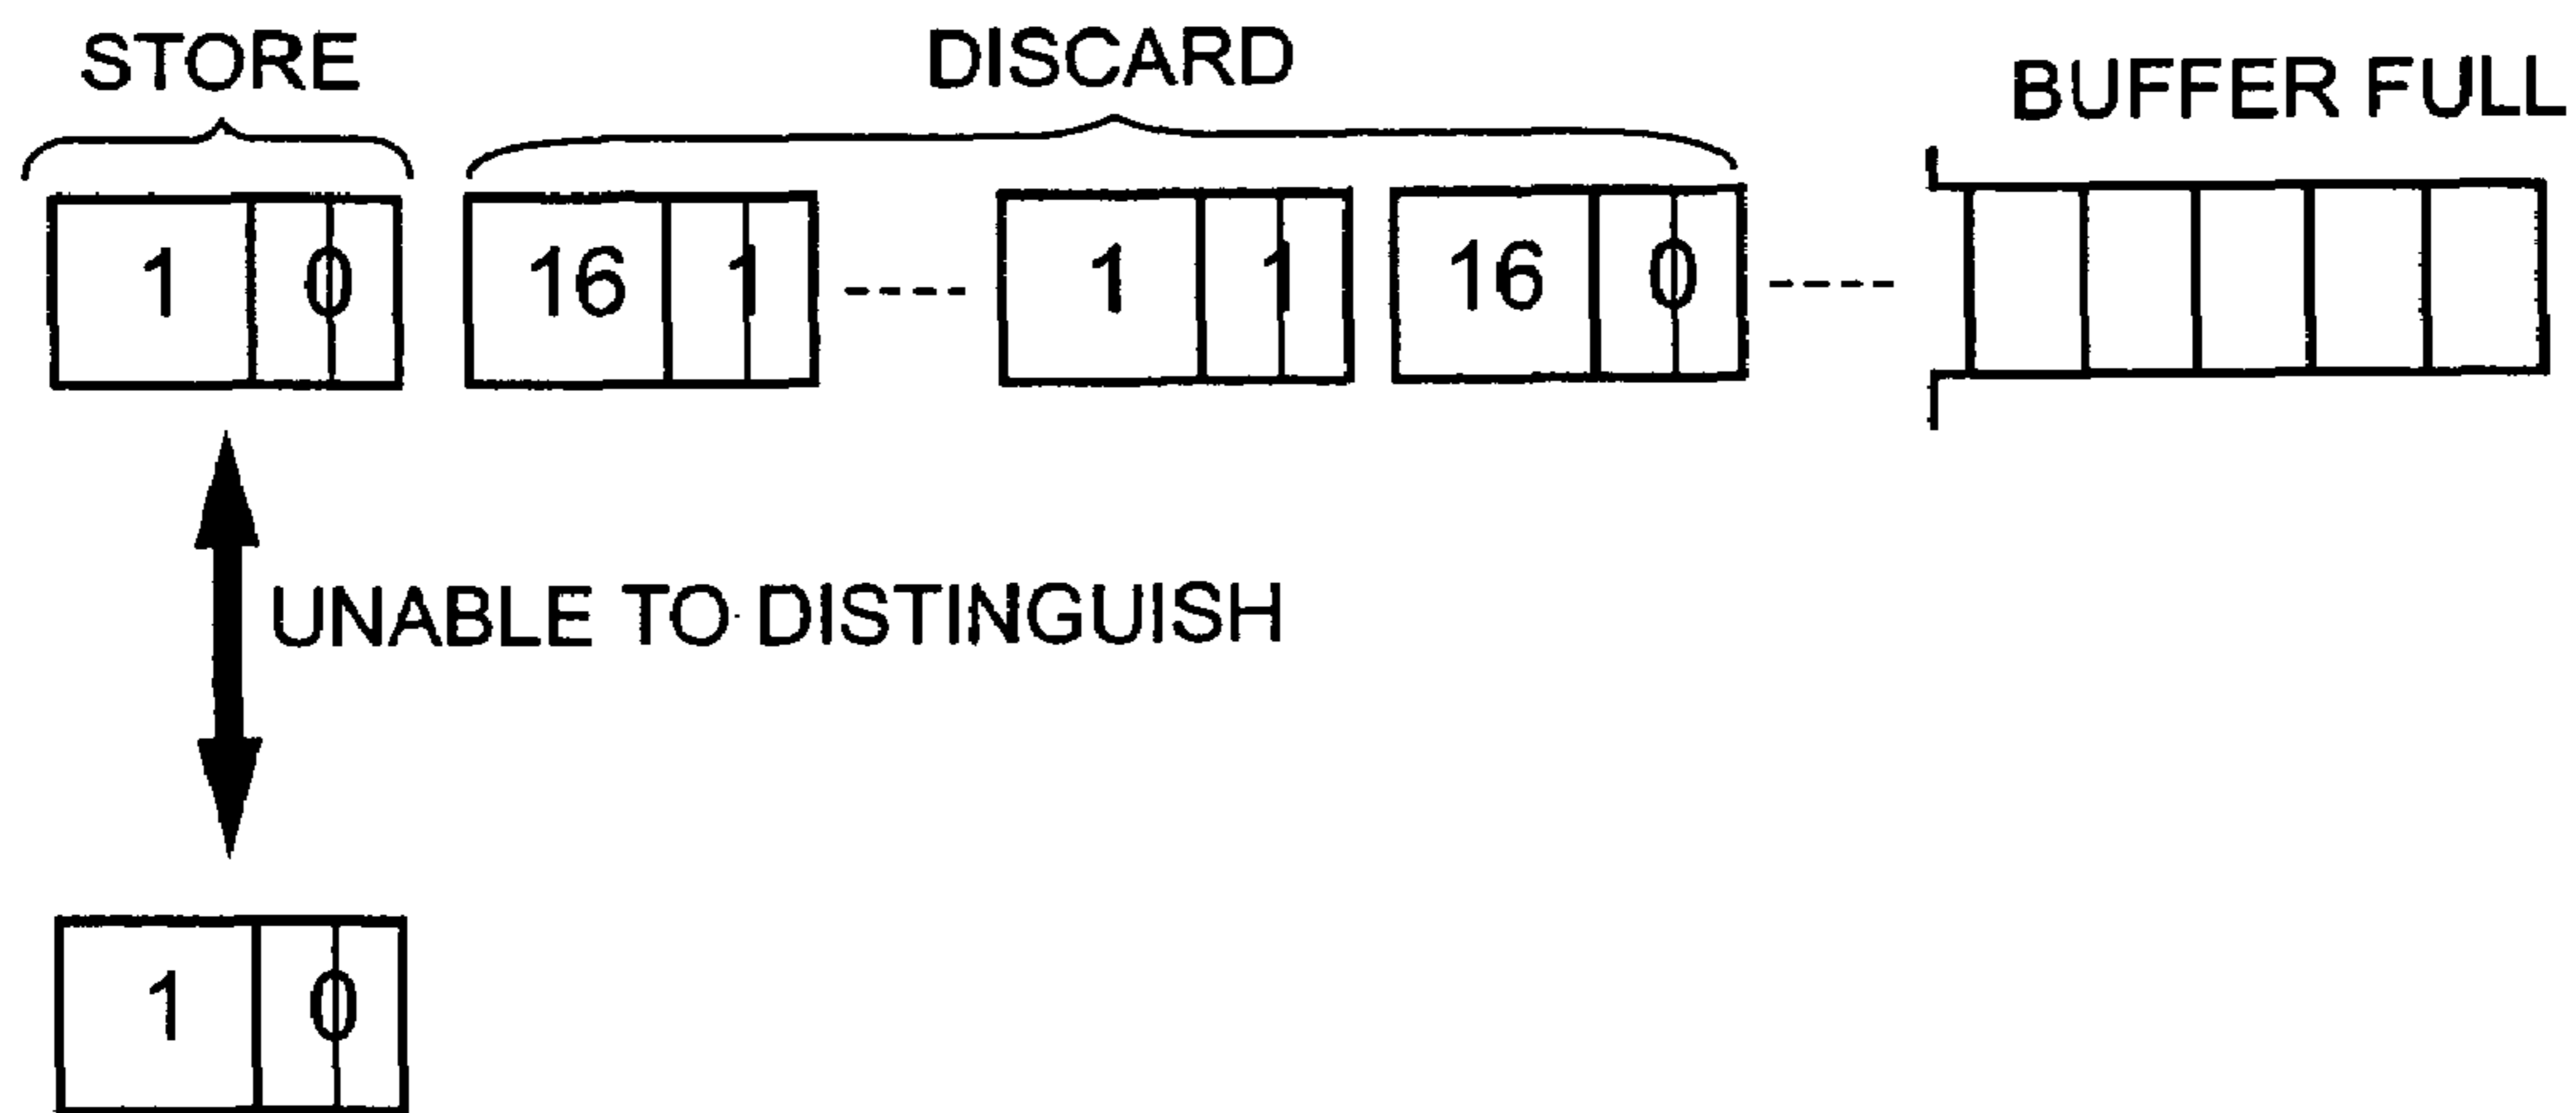 STORE DISCARD BUFFER FULL
1 0 16 1 1 1 16 0
UNABLE TO DISTINGUISH
1 0